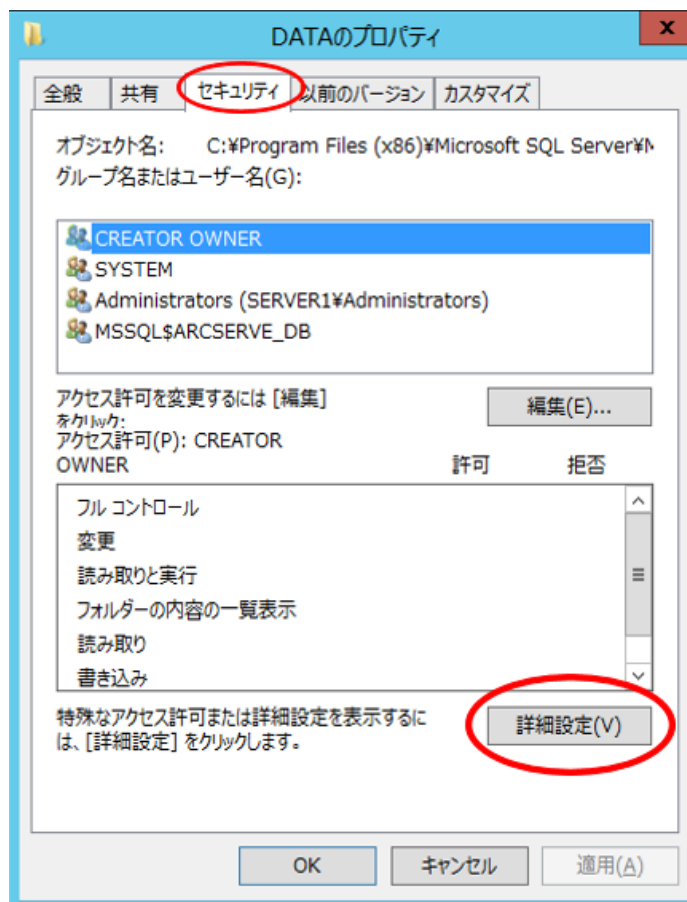 DATAのプロパティ
x
全般 共有 セキュリティ 以前のバージョン カスタマイズ
オブジェクト名: C:¥Program Files (x86)¥Microsoft SQL Server¥M
グループ名またはユーザー名(G):
CREATOR OWNER
SYSTEM
Administrators (SERVER1¥Administrators)
MSSQL$ARCSERVE_DB
アクセス許可を変更するには [編集]
をクリック:
編集(E)...
アクセス許可(P): CREATOR
OWNER 許可 拒否
フル コントロール
変更
読み取りと実行
フォルダーの内容の一覧表示
読み取り
書き込み
特殊なアクセス許可または詳細設定を表示するに
は、[詳細設定] をクリックします。
詳細設定(V)
OK キャンセル 適用(A)